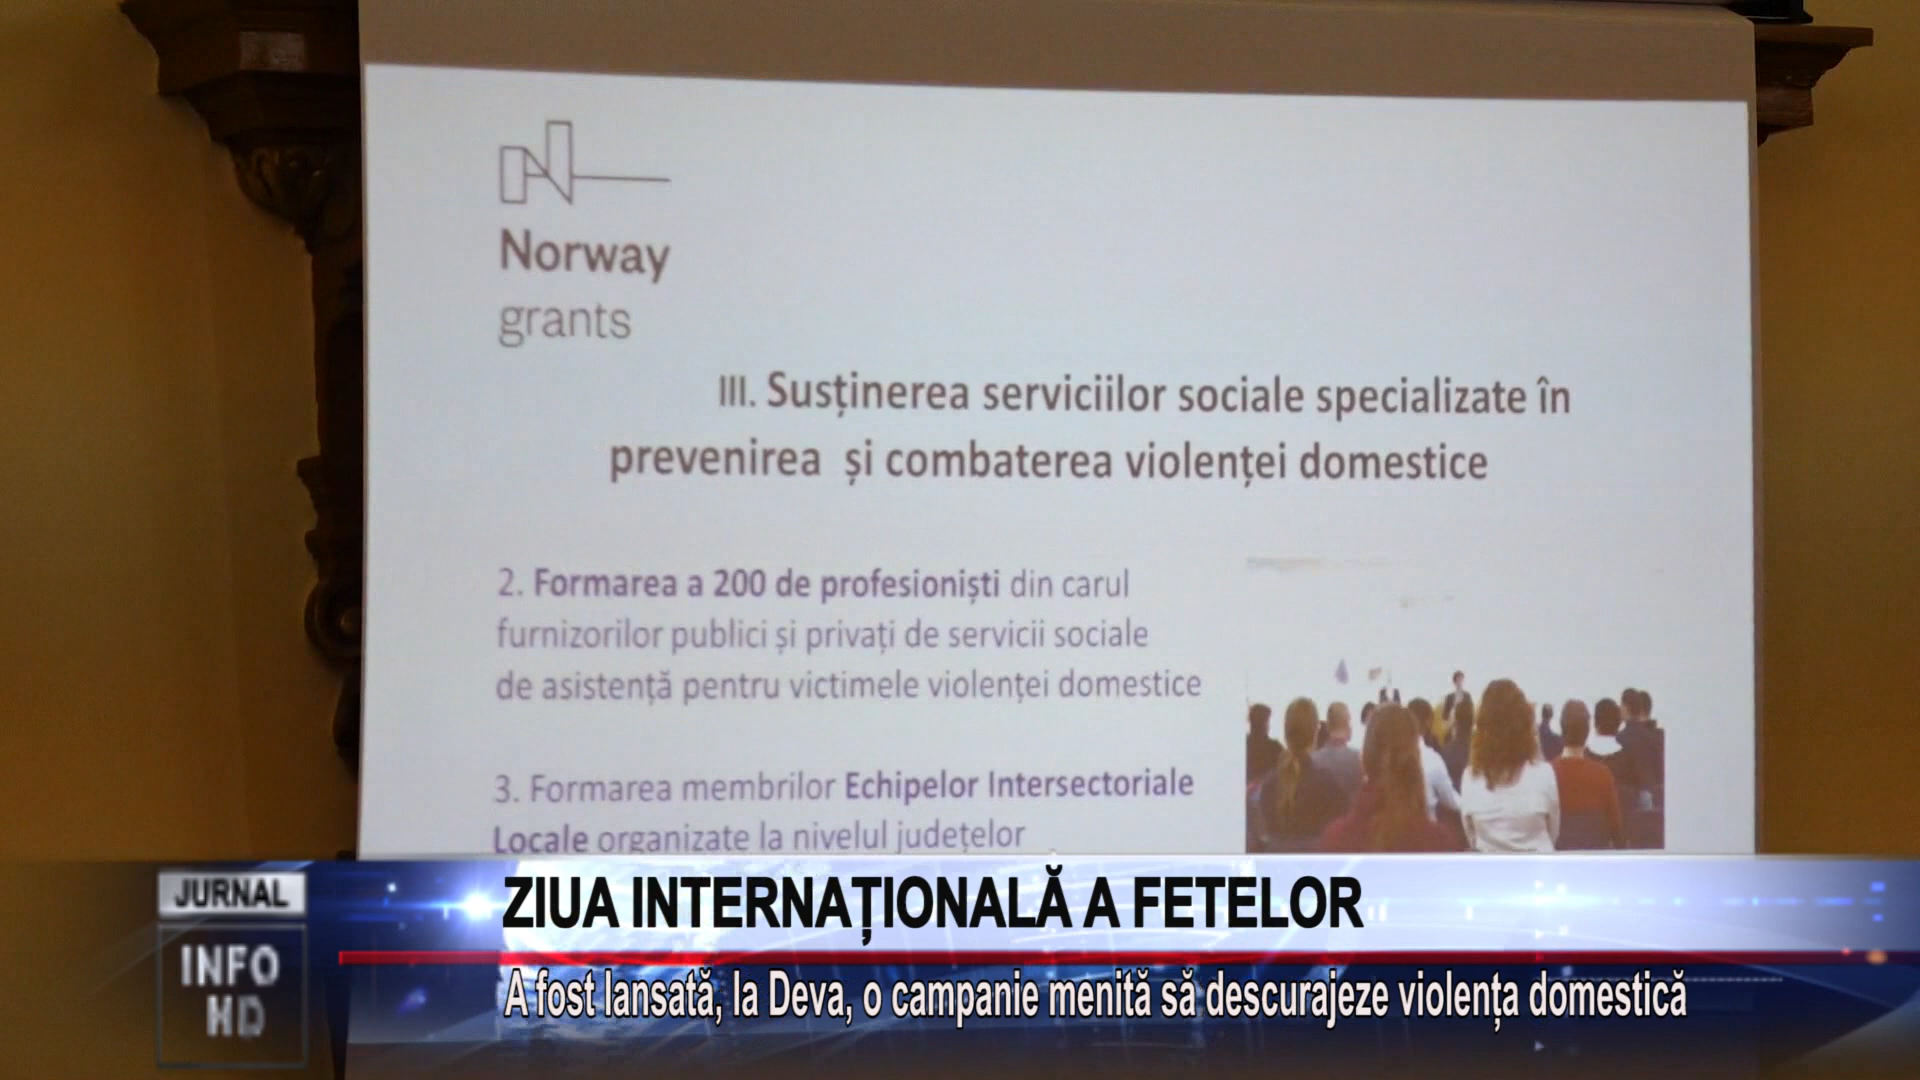 Norway
grants
III. Susținerea serviciilor sociale specializate în
prevenirea și combaterea violenței domestice
2. Formarea a 200 de profesioniști din carul
furnizorilor publici și privați de servicii sociale
de asistență pentru victimele violenței domestice
3. Formarea membrilor Echipelor Intersectoriale
Locale organizate la nivelul județelor
JURNAL
INFO
HD
ZIUA INTERNAȚIONALĂ A FETELOR
A fost lansată, la Deva, o campanie menită să descurajeze violența domestică